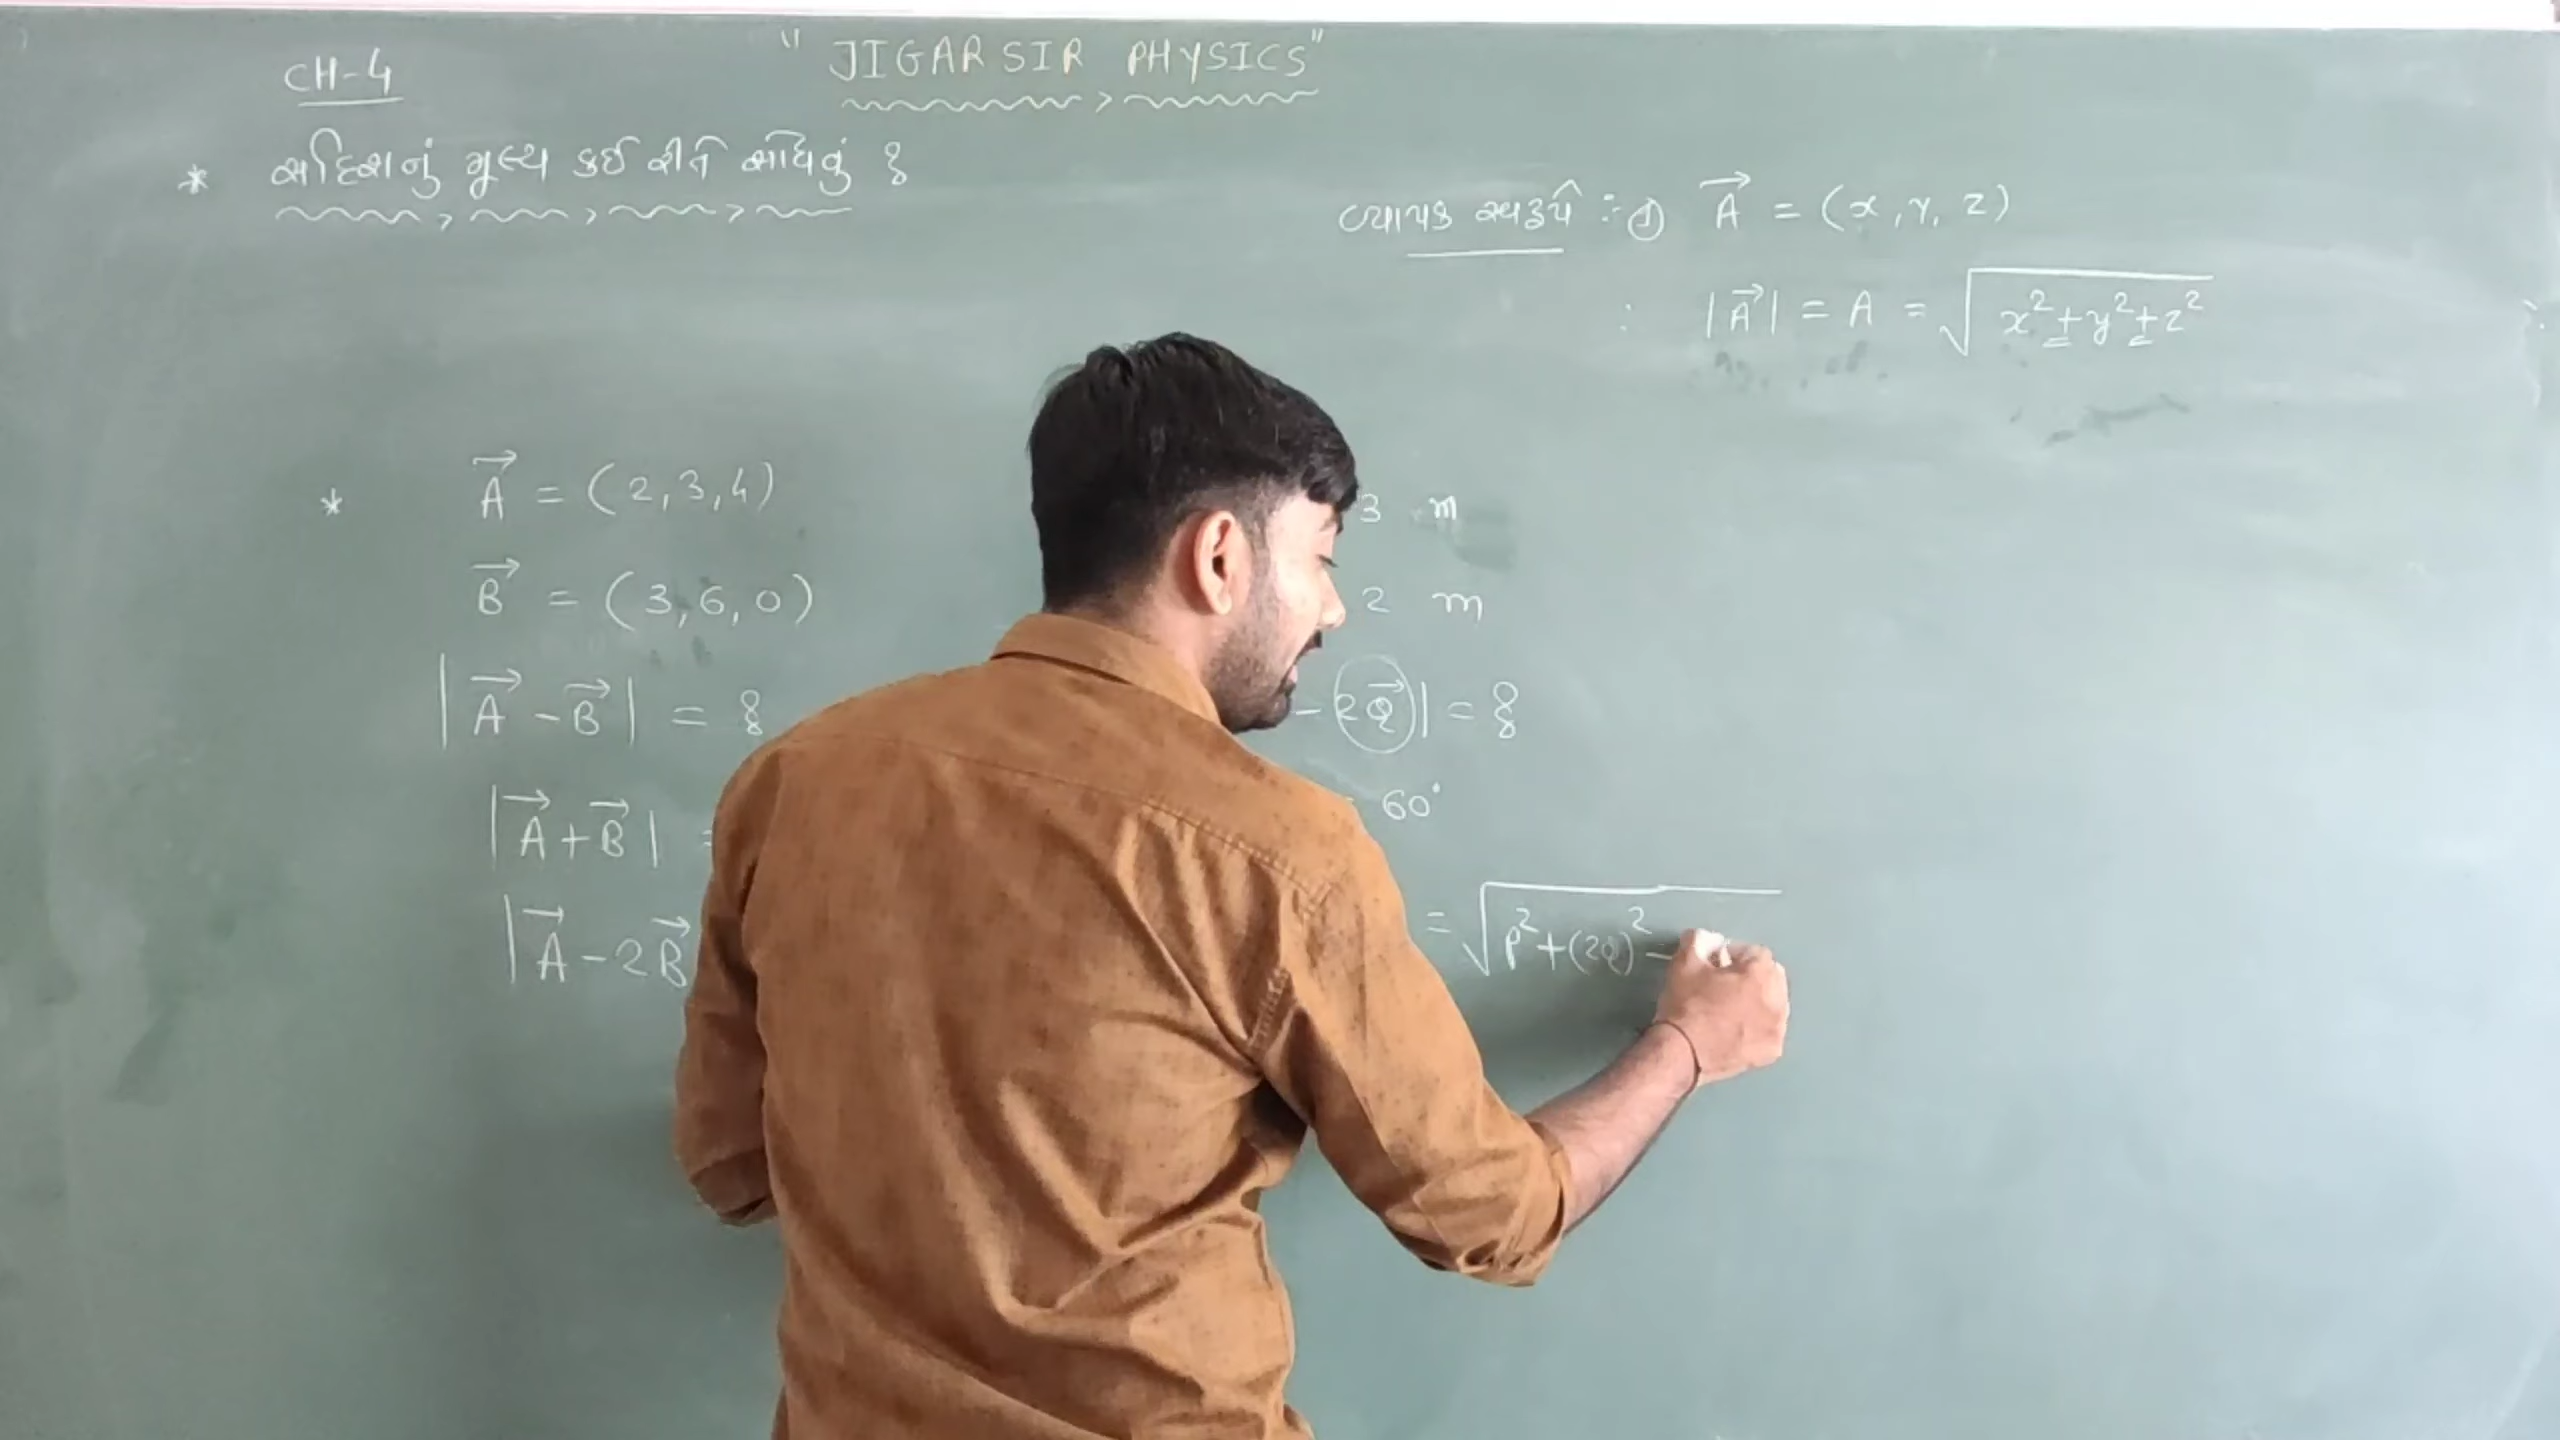 CH-4
" JIGAR SIR PHYSICS"
* સદિશનું મૂલ્ય કઈ રીતે શોધવું ?
વ્યાપક સ્વરૂપે :- ① A⃗ = (x, Y, Z)
∴ |A⃗| = A = √(x² + y² + z²)
* A⃗ = (2, 3, 4)
B⃗ = (3, 6, 0)
|A⃗ - B⃗| = ?
|A⃗ + B⃗| =
|A⃗ - 2B⃗
3 m
2 m
- 2Q⃗| = ?
60°
= √(P² + (2Q)² -